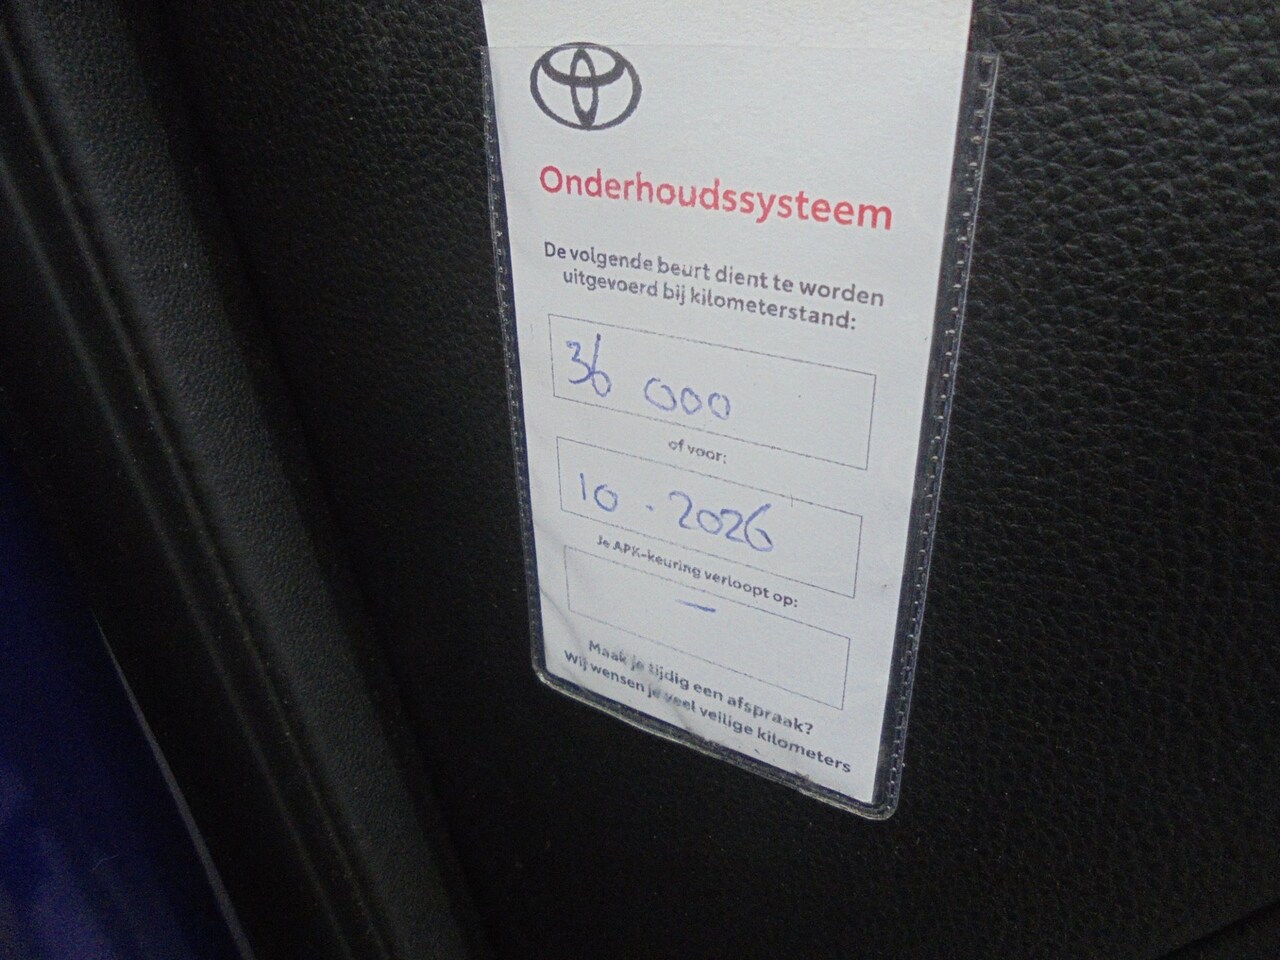 Onderhoudssysteem
De volgende beurt dient te worden
uitgevoerd bij kilometerstand:
36 000
of voor:
10 . 2026
Je APK-keuring verloopt op:
—
Maak je tijdig een afspraak?
Wij wensen je veel veilige kilometers